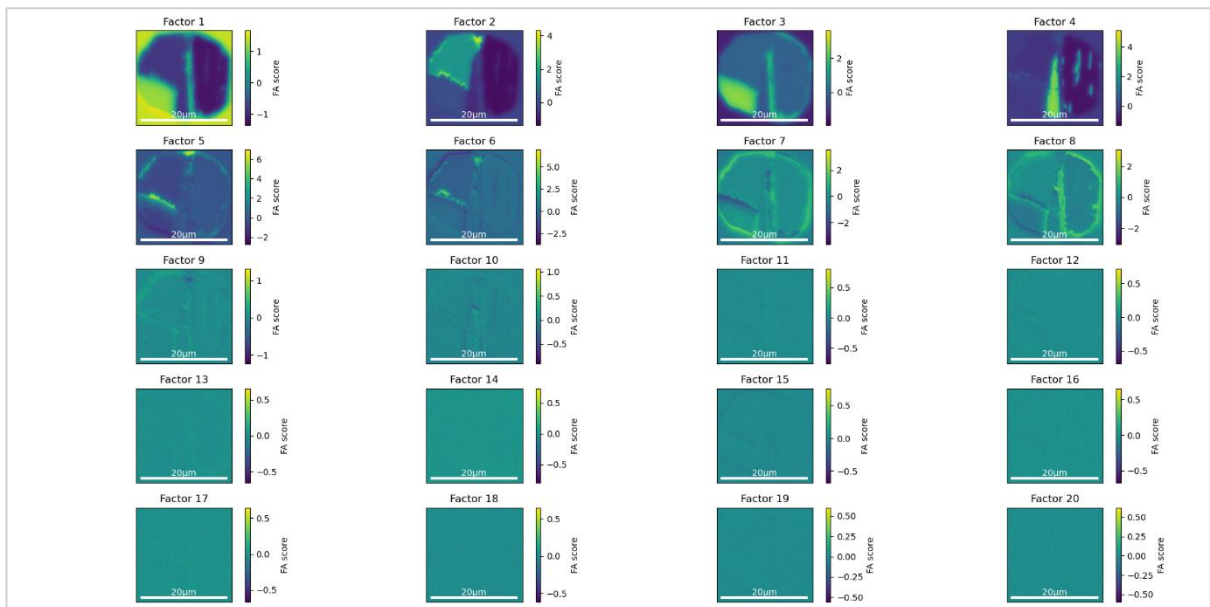 Factor 1
1
0
−1
FA score
20μm
Factor 2
4
2
0
FA score
20μm
Factor 3
2
0
FA score
20μm
Factor 4
4
2
0
FA score
20μm
Factor 5
6
4
2
0
−2
FA score
20μm
Factor 6
5.0
2.5
0.0
−2.5
FA score
20μm
Factor 7
2
0
−2
FA score
20μm
Factor 8
2
0
−2
FA score
20μm
Factor 9
1
0
−1
FA score
20μm
Factor 10
1.0
0.5
0.0
−0.5
FA score
20μm
Factor 11
0.5
0.0
−0.5
FA score
20μm
Factor 12
0.5
0.0
−0.5
FA score
20μm
Factor 13
0.5
0.0
−0.5
FA score
20μm
Factor 14
0.5
0.0
−0.5
FA score
20μm
Factor 15
0.5
0.0
−0.5
FA score
20μm
Factor 16
0.5
0.0
−0.5
FA score
20μm
Factor 17
0.5
0.0
−0.5
FA score
20μm
Factor 18
0.5
0.0
−0.5
FA score
20μm
Factor 19
0.50
0.25
0.00
−0.25
−0.50
FA score
20μm
Factor 20
0.50
0.25
0.00
−0.25
−0.50
FA score
20μm